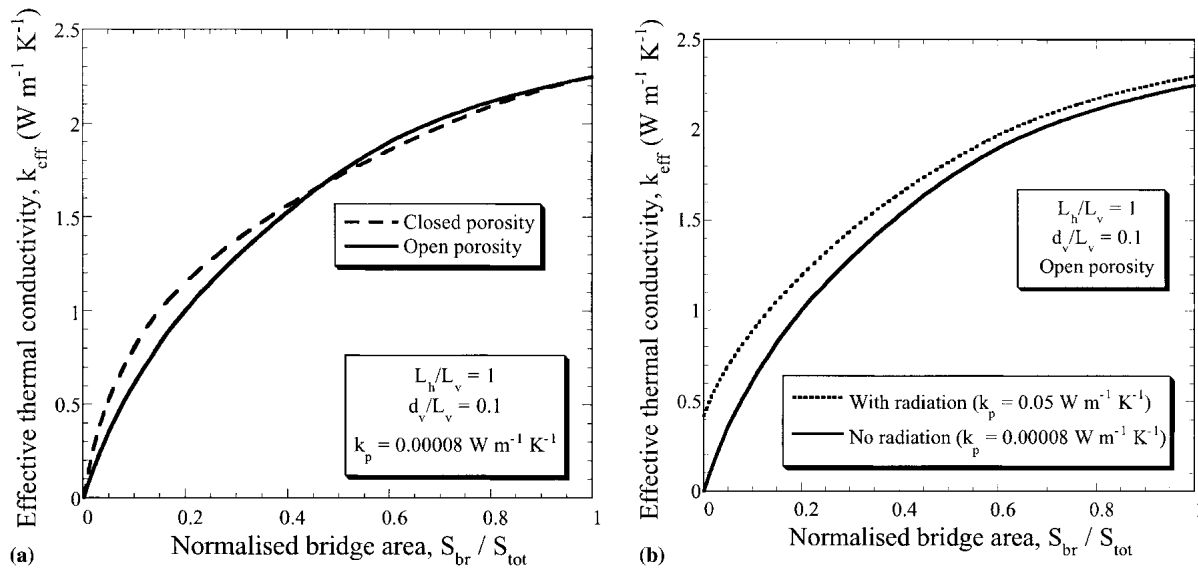 Effective thermal conductivity, k_eff (W m⁻¹ K⁻¹)
2.5
2
1.5
1
0.5
0
Closed porosity
Open porosity
L_h/L_v = 1
d_v/L_v = 0.1
k_p = 0.00008 W m⁻¹ K⁻¹
0 0.2 0.4 0.6 0.8 1
Normalised bridge area, S_br / S_tot
(a)
Effective thermal conductivity, k_eff (W m⁻¹ K⁻¹)
2.5
2
1.5
1
0.5
0
L_h/L_v = 1
d_v/L_v = 0.1
Open porosity
With radiation (k_p = 0.05 W m⁻¹ K⁻¹)
No radiation (k_p = 0.00008 W m⁻¹ K⁻¹)
0 0.2 0.4 0.6 0.8 1
Normalised bridge area, S_br / S_tot
(b)